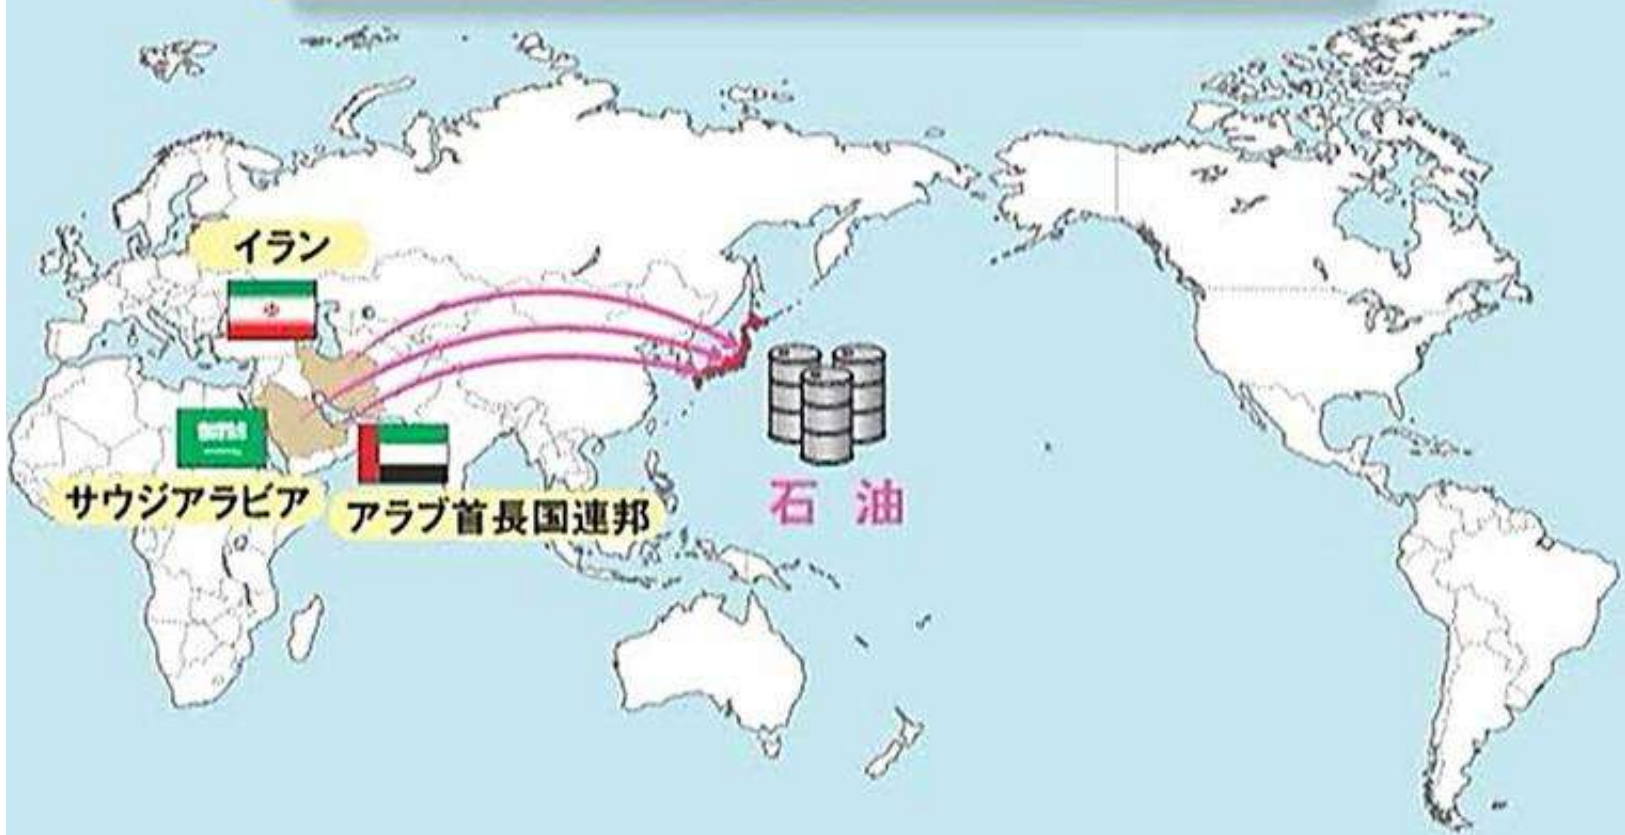 イラン
サウジアラビア
アラブ首長国連邦
石油